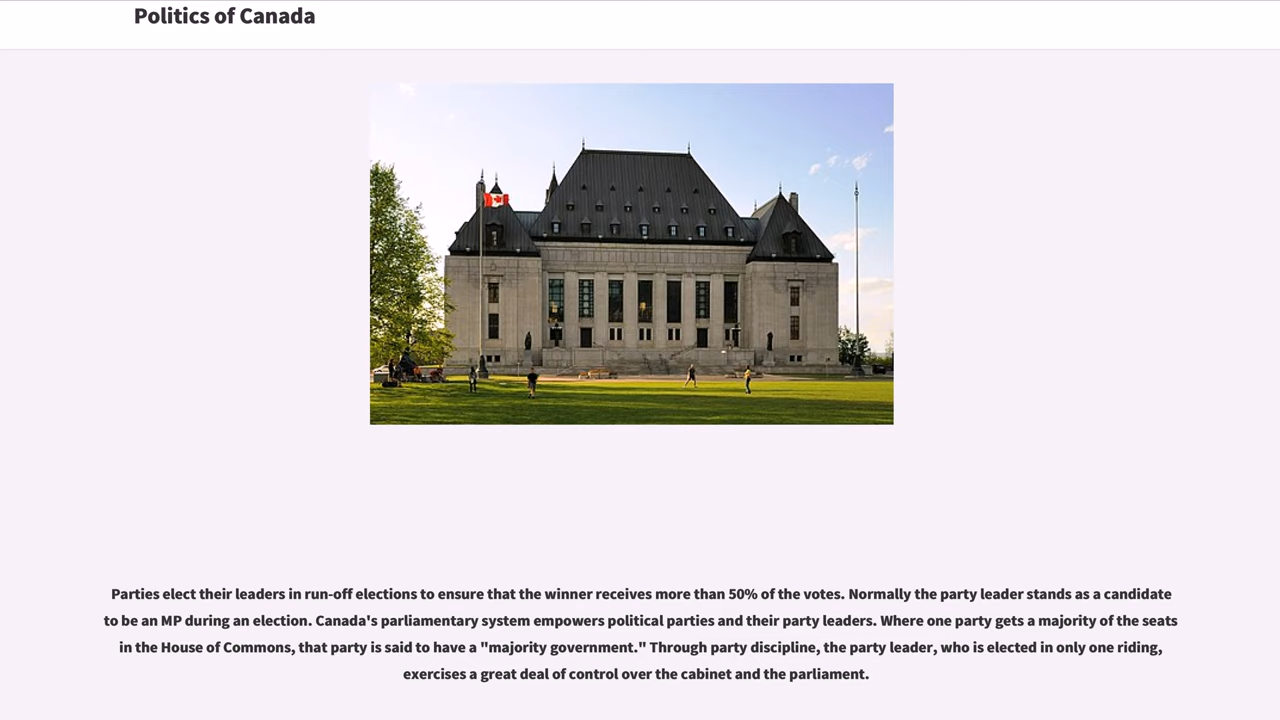 Politics of Canada
Parties elect their leaders in run-off elections to ensure that the winner receives more than 50% of the votes. Normally the party leader stands as a candidate
to be an MP during an election. Canada's parliamentary system empowers political parties and their party leaders. Where one party gets a majority of the seats
in the House of Commons, that party is said to have a "majority government." Through party discipline, the party leader, who is elected in only one riding,
exercises a great deal of control over the cabinet and the parliament.